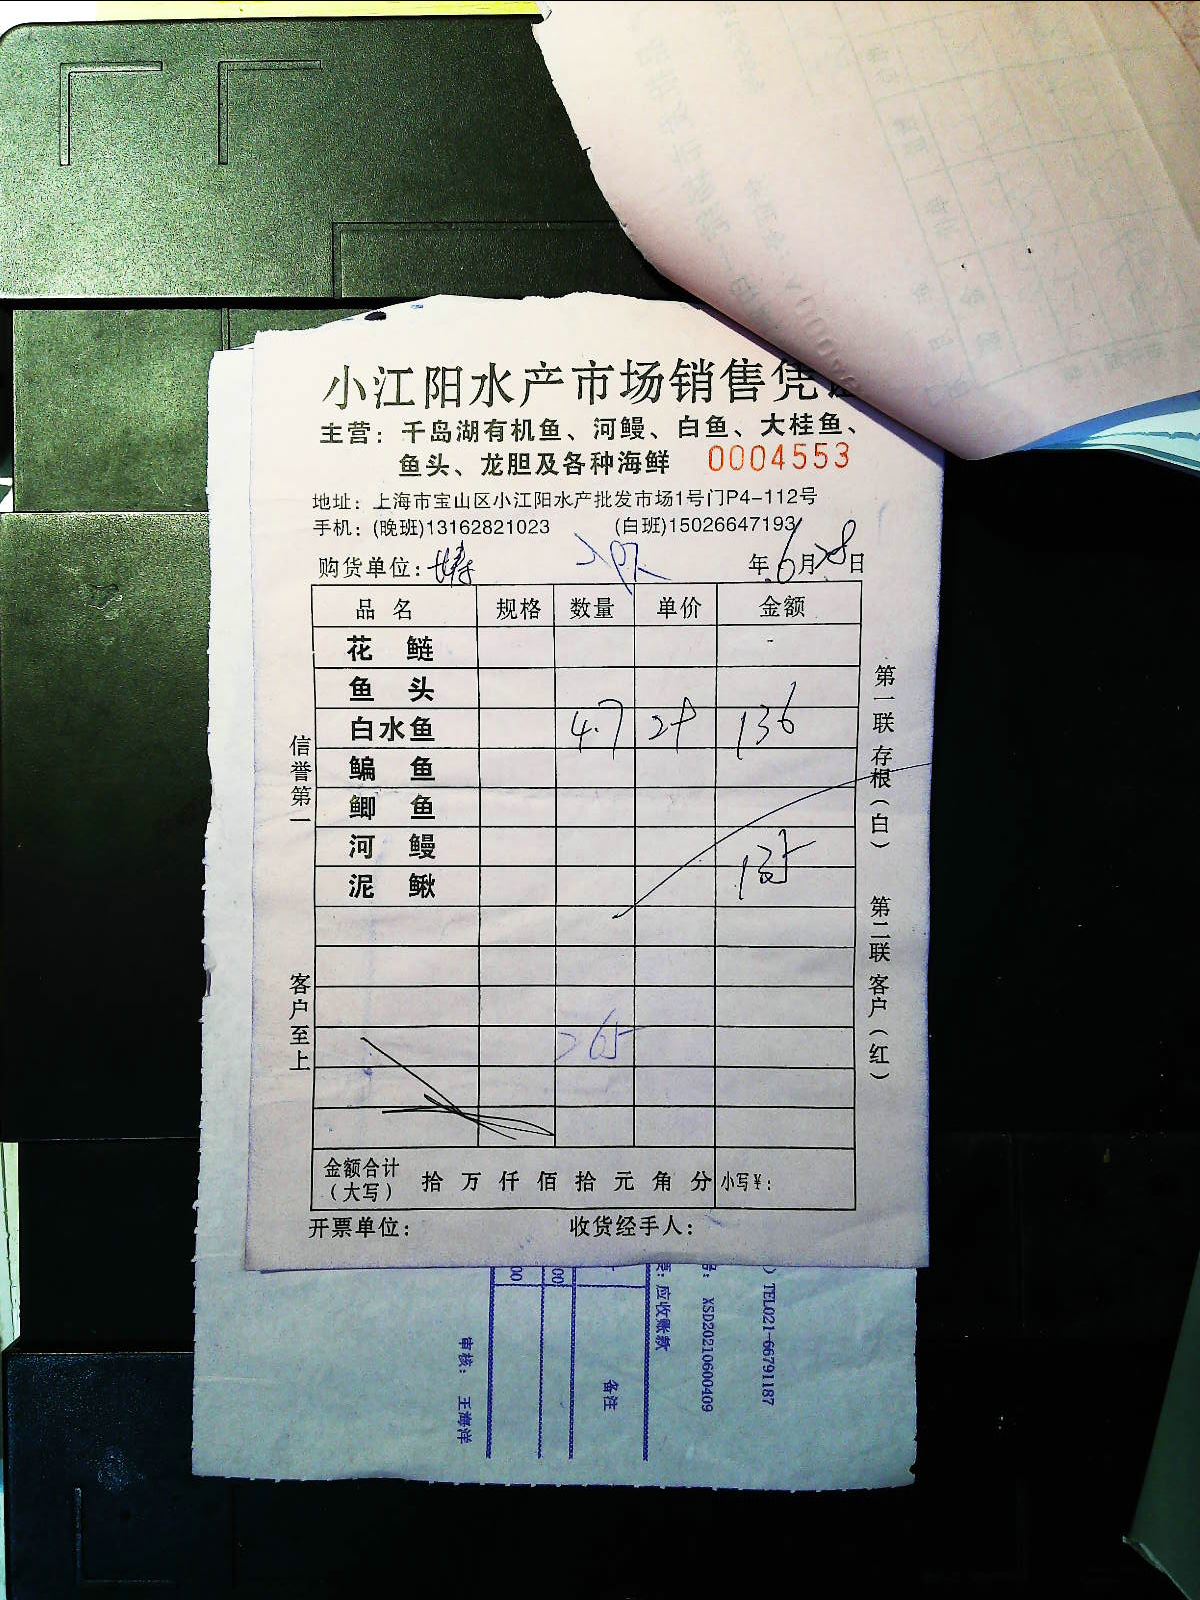 小江阳水产市场销售凭
主营：千岛湖有机鱼、河鳗、白鱼、大桂鱼、
鱼头、龙胆及各种海鲜 0004553
地址：上海市宝山区小江阳水产批发市场1号门P4-112号
手机：(晚班)13162821023 (白班)15026647193
购货单位： 年6月28日
品名 规格 数量 单价 金额
花鲢
鱼头
白水鱼 4.7 29 136
鳊鱼
鲫鱼
河鳗
泥鳅
265
金额合计（大写） 拾 万 仟 佰 拾 元 角 分 小写¥：
开票单位： 收货经手人：
信誉第一
客户至上
第一联 存根（白）
第二联 客户（红）
TEL021-66791187
XSD20210600409
应收账款
备注
审核： 王海洋